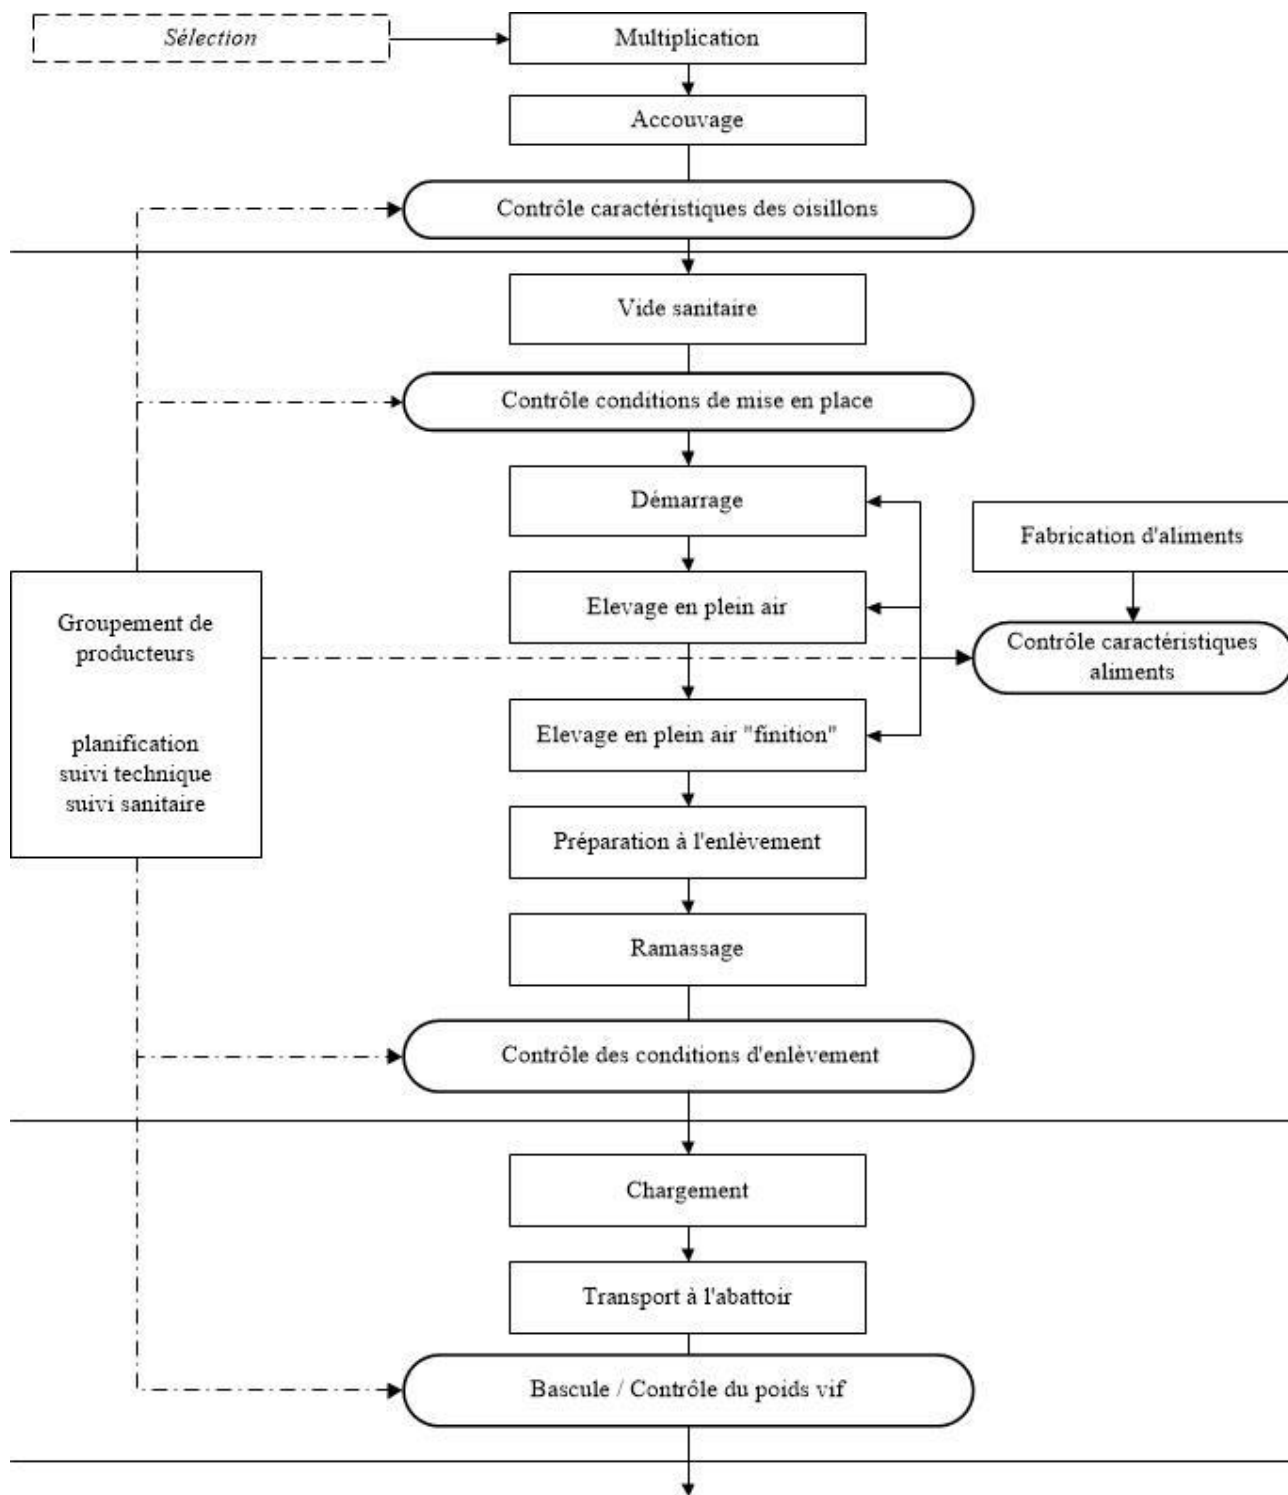 Sélection
Multiplication
Accouvage
Contrôle caractéristiques des oisillons
Vide sanitaire
Contrôle conditions de mise en place
Démarrage
Fabrication d'aliments
Elevage en plein air
Groupement de
producteurs
planification
suivi technique
suivi sanitaire
Contrôle caractéristiques
aliments
Elevage en plein air "finition"
Préparation à l'enlèvement
Ramassage
Contrôle des conditions d'enlèvement
Chargement
Transport à l'abattoir
Bascule / Contrôle du poids vif